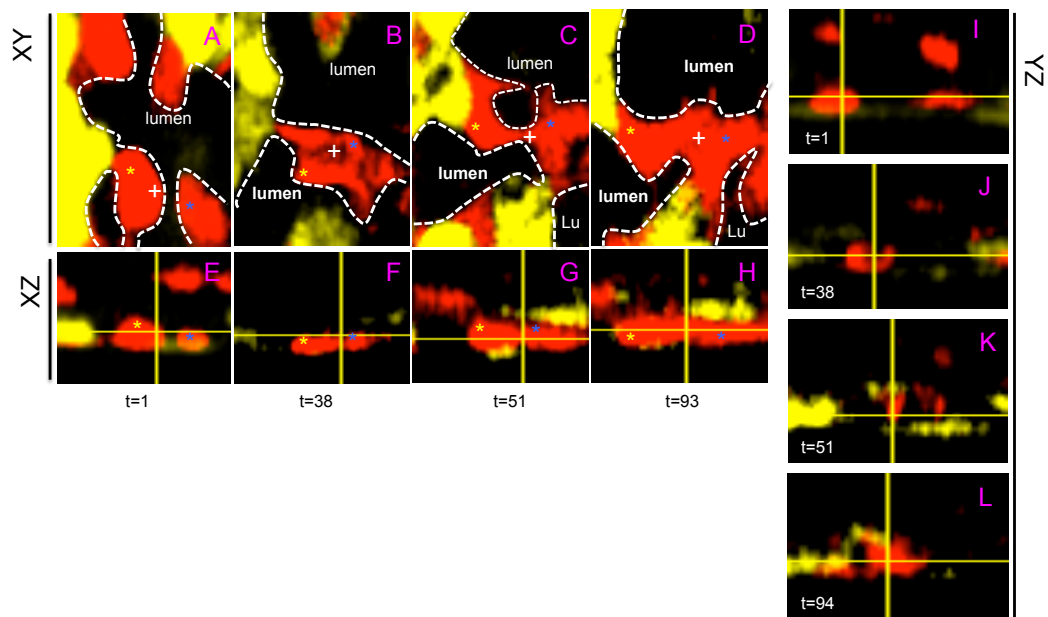 XY
A
lumen
B
lumen
lumen
C
lumen
lumen
Lu
D
lumen
lumen
Lu
XZ
E
F
G
H
t=1
t=38
t=51
t=93
YZ
I
t=1
J
t=38
K
t=51
L
t=94